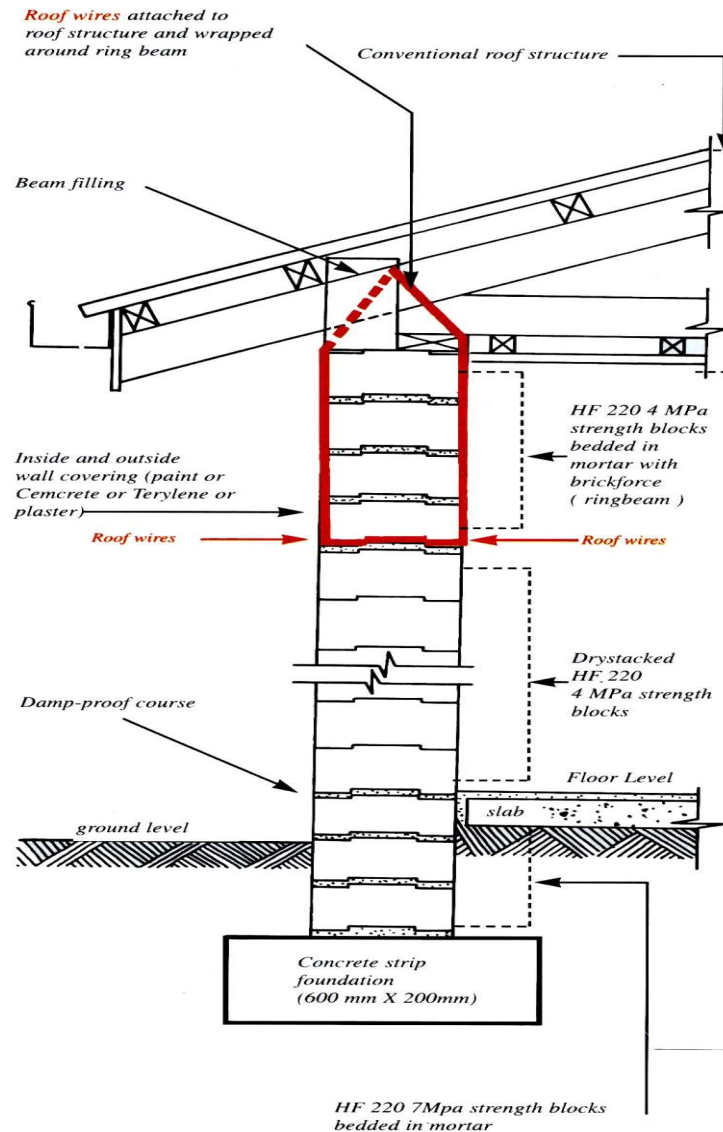 Roof wires attached to
roof structure and wrapped
around ring beam
Conventional roof structure
Beam filling
HF 220 4 MPa
strength blocks
bedded in
mortar with
brickforce
( ringbeam )
Inside and outside
wall covering (paint or
Cemcrete or Terylene or
plaster)
Roof wires
Roof wires
Drystacked
HF 220
4 MPa strength
blocks
Damp-proof course
Floor Level
slab
ground level
Concrete strip
foundation
(600 mm X 200mm)
HF 220 7Mpa strength blocks
bedded in mortar